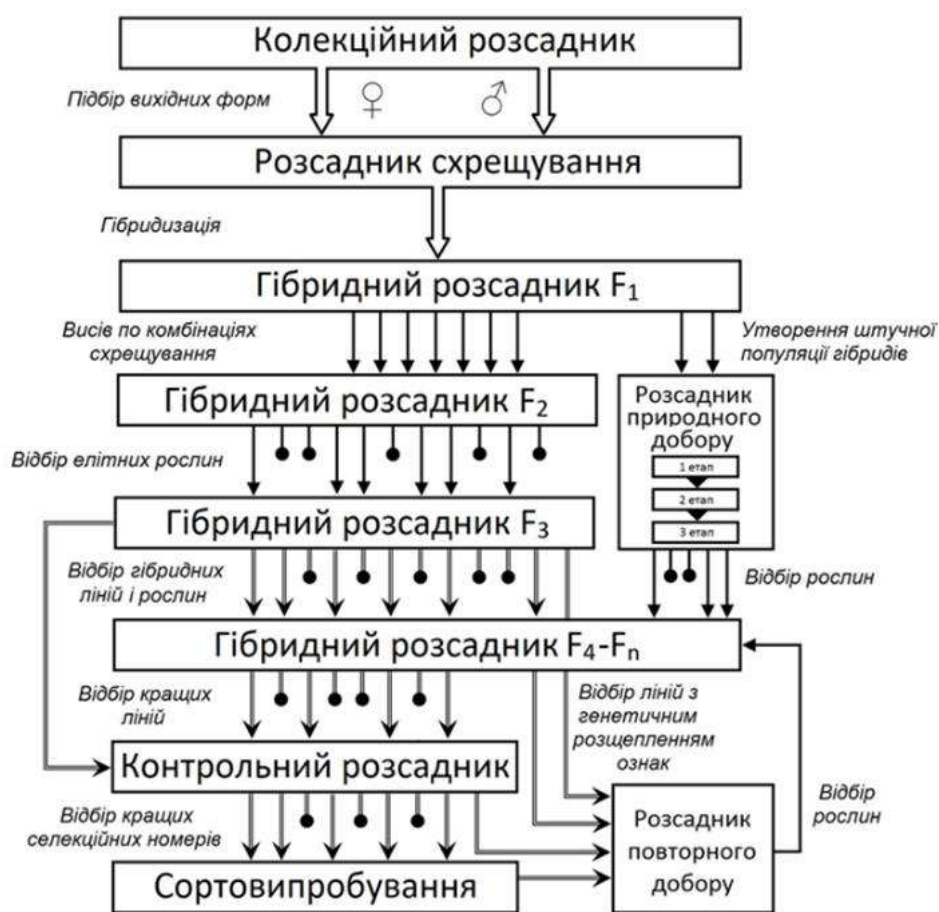 Колекційний розсадник
Підбір вихідних форм
♀ ♂
Розсадник схрещування
Гібридизація
Гібридний розсадник F₁
Висів по комбінаціях
схрещування
Утворення штучної
популяції гібридів
Гібридний розсадник F₂
Розсадник
природного
добору
1 етап
2 етап
3 етап
Відбір елітних рослин
Гібридний розсадник F₃
Відбір гібридних
ліній і рослин
Відбір рослин
Гібридний розсадник F₄-Fₙ
Відбір кращих
ліній
Відбір ліній з
генетичним
розщепленням
ознак
Контрольний розсадник
Відбір кращих
селекційних номерів
Розсадник
повторного
добору
Відбір
рослин
Сортовипробування